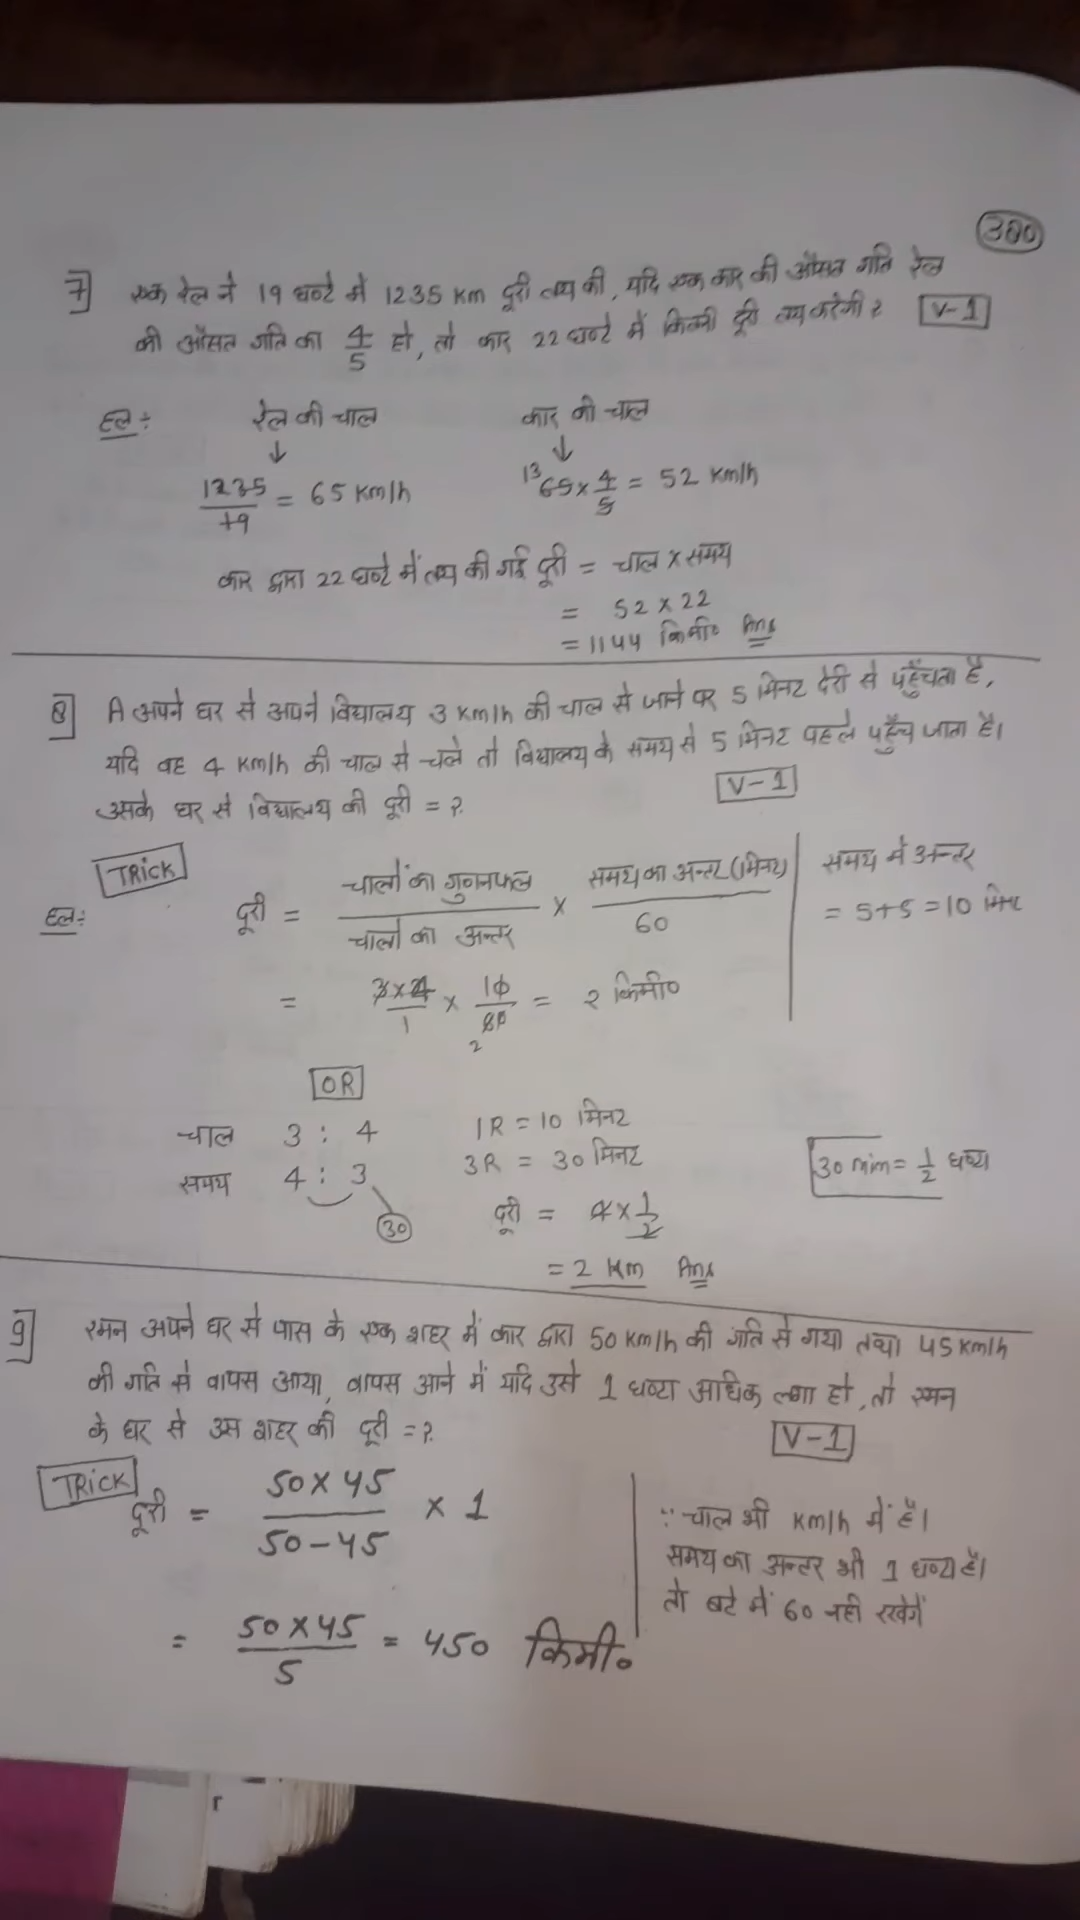 380
7] एक रेल ने 19 घण्टे में 1235 Km दूरी तय की, यदि एक कार की औसत गति रेल
की औसत गति का 4/5 हो, तो कार 22 घण्टे में कितनी दूरी तय करेगी? V-1
हल÷ रेल की चाल कार की चाल
↓ ↓
1235/19 = 65 Km/h 13 65 × 4/5 = 52 Km/h
कार द्वारा 22 घण्टे में तय की गई दूरी = चाल × समय
= 52 × 22
= 1144 किमी० Ans
8] A अपने घर से अपने विद्यालय 3 Km/h की चाल से जाने पर 5 मिनट देरी से पहुँचता है,
यदि वह 4 Km/h की चाल से चले तो विद्यालय के समय से 5 मिनट पहले पहुँच जाता है।
उसके घर से विद्यालय की दूरी = ? V-1
TRICK
हल÷ दूरी = चालों का गुणनफल/चालों का अन्तर × समय का अन्तर (मिनट)/60
समय में अन्तर
= 5+5 = 10 मिनट
= 3×4/1 × 10/60 = 2 किमी०
2
OR
चाल 3 : 4 1R = 10 मिनट
समय 4 : 3 3R = 30 मिनट 30 min = 1/2 घण्टा
30 दूरी = 4 × 1/2
= 2 Km Ans
9] रमन अपने घर से पास के एक शहर में कार द्वारा 50 Km/h की गति से गया तथा 45 Km/h
की गति से वापस आया, वापस आने में यदि उसे 1 घण्टा अधिक लगा हो, तो रमन
के घर से उस शहर की दूरी = ? V-1
TRICK
दूरी = 50×45/50-45 × 1
∵ चाल भी Km/h में है।
समय का अन्तर भी 1 घण्टा है।
तो बटे में 60 नही रखेगें
= 50×45/5 = 450 किमी०